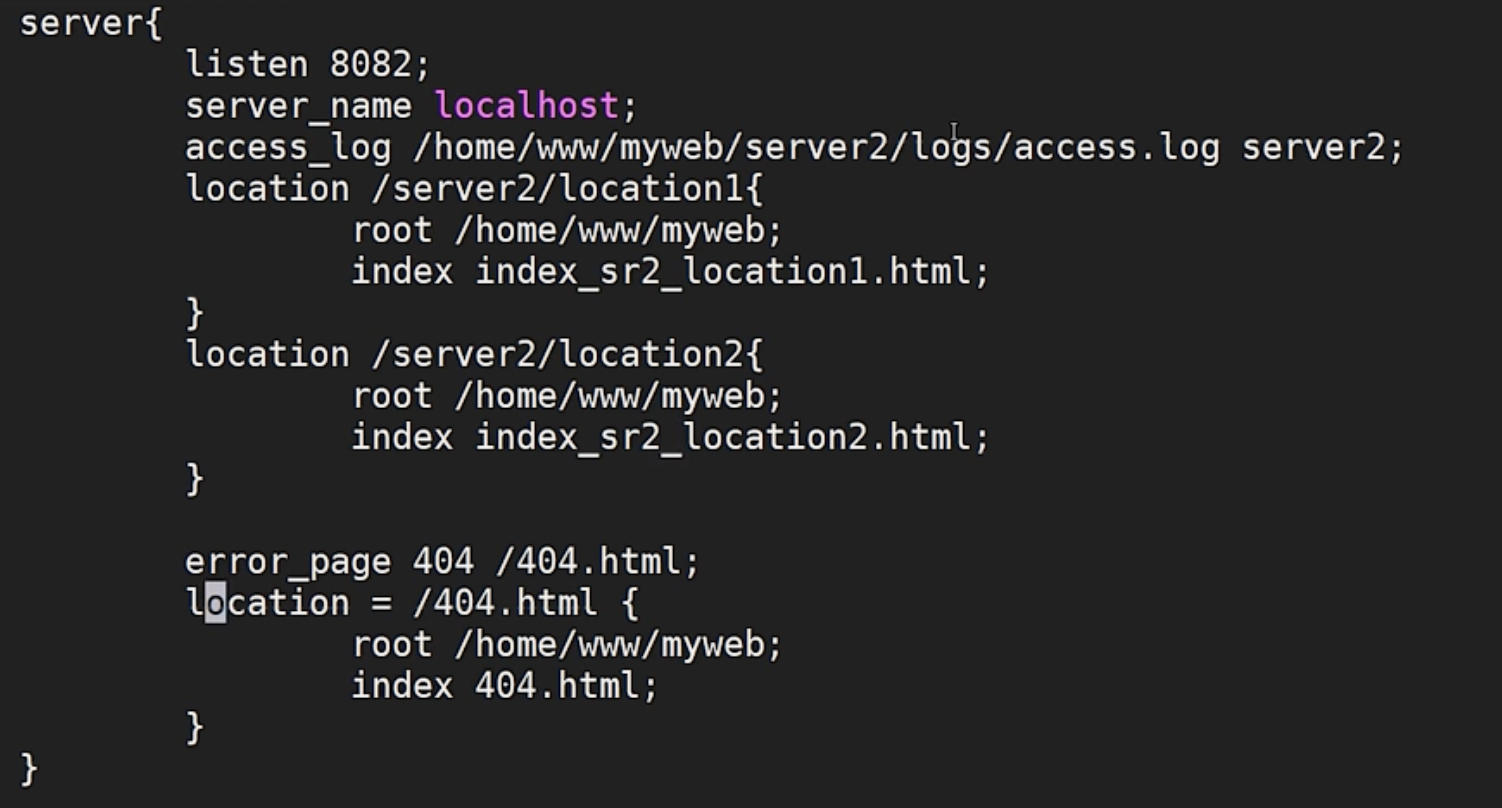 server{
        listen 8082;
        server_name localhost;
        access_log /home/www/myweb/server2/logs/access.log server2;
        location /server2/location1{
                root /home/www/myweb;
                index index_sr2_location1.html;
        }
        location /server2/location2{
                root /home/www/myweb;
                index index_sr2_location2.html;
        }

        error_page 404 /404.html;
        location = /404.html {
                root /home/www/myweb;
                index 404.html;
        }
}